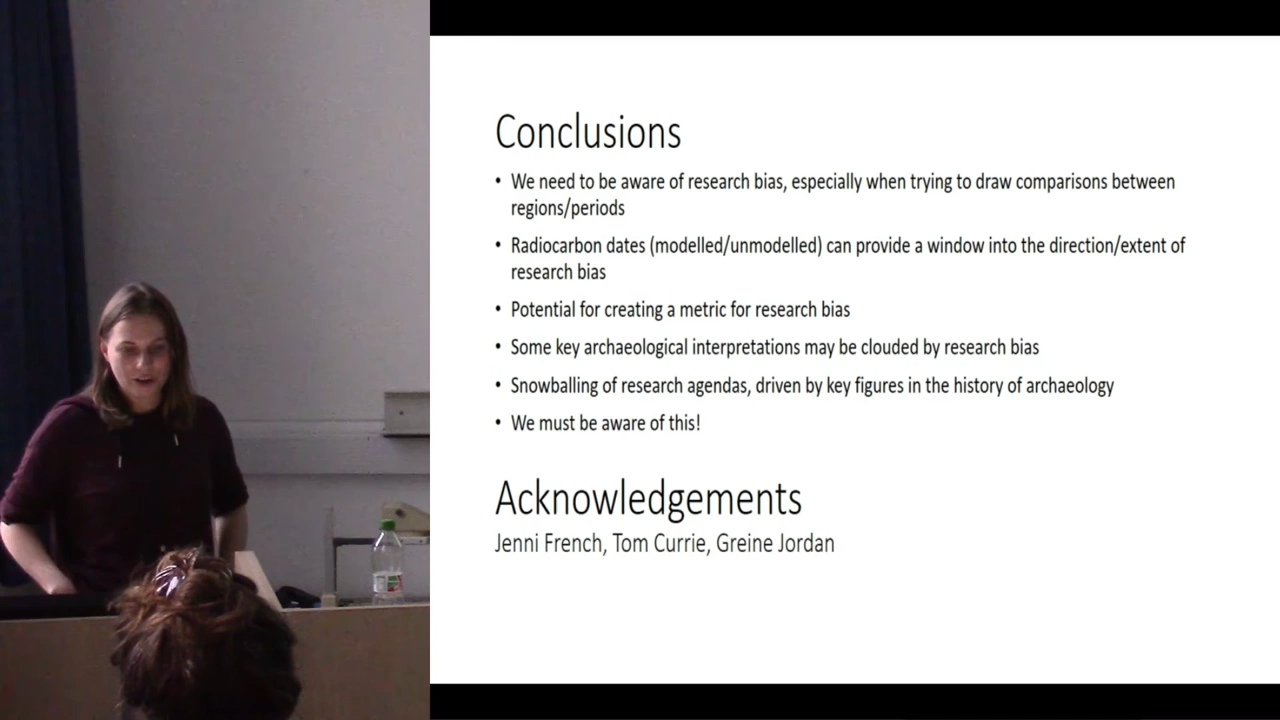 Conclusions
• We need to be aware of research bias, especially when trying to draw comparisons between
regions/periods
• Radiocarbon dates (modelled/unmodelled) can provide a window into the direction/extent of
research bias
• Potential for creating a metric for research bias
• Some key archaeological interpretations may be clouded by research bias
• Snowballing of research agendas, driven by key figures in the history of archaeology
• We must be aware of this!
Acknowledgements
Jenni French, Tom Currie, Greine Jordan